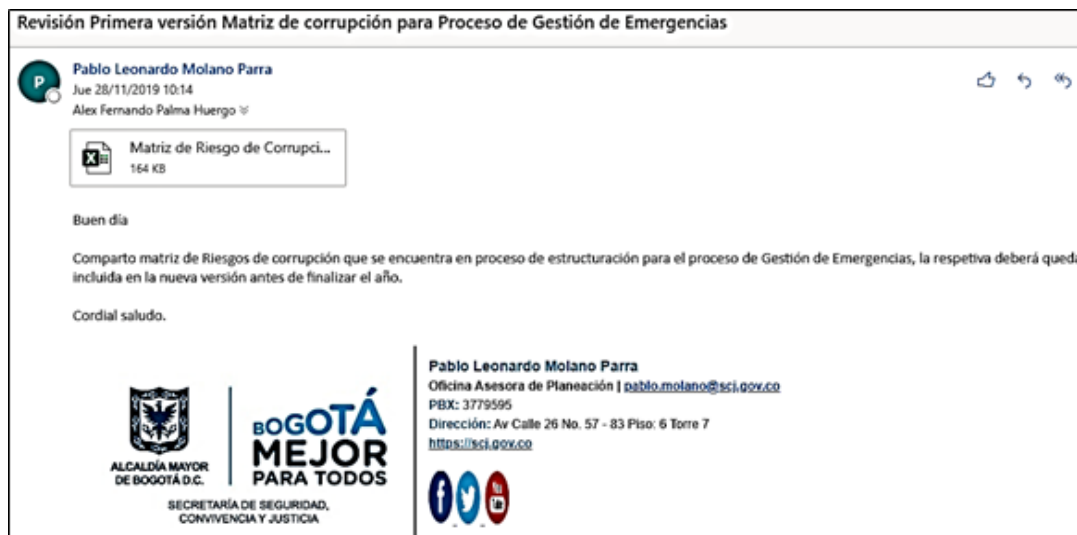 Revisión Primera versión Matriz de corrupción para Proceso de Gestión de Emergencias
P
Pablo Leonardo Molano Parra
Jue 28/11/2019 10:14
Alex Fernando Palma Huergo
Matriz de Riesgo de Corrupci...
164 KB
Buen día
Comparto matriz de Riesgos de corrupción que se encuentra en proceso de estructuración para el proceso de Gestión de Emergencias, la respetiva deberá queda
incluida en la nueva versión antes de finalizar el año.
Cordial saludo.
Pablo Leonardo Molano Parra
Oficina Asesora de Planeación | pablo.molano@scj.gov.co
PBX: 3779595
Dirección: Av Calle 26 No. 57 - 83 Piso: 6 Torre 7
https://scj.gov.co
ALCALDÍA MAYOR
DE BOGOTÁ D.C.
BOGOTÁ
MEJOR
PARA TODOS
SECRETARÍA DE SEGURIDAD,
CONVIVENCIA Y JUSTICIA